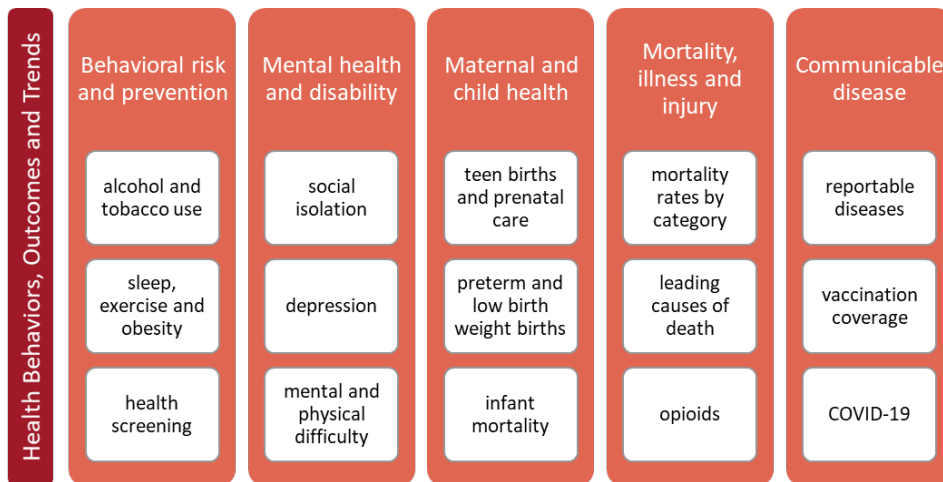 Health Behaviors, Outcomes and Trends
Behavioral risk
and prevention
alcohol and
tobacco use
sleep,
exercise and
obesity
health
screening
Mental health
and disability
social
isolation
depression
mental and
physical
difficulty
Maternal and
child health
teen births
and prenatal
care
preterm and
low birth
weight births
infant
mortality
Mortality,
illness and
injury
mortality
rates by
category
leading
causes of
death
opioids
Communicable
disease
reportable
diseases
vaccination
coverage
COVID-19